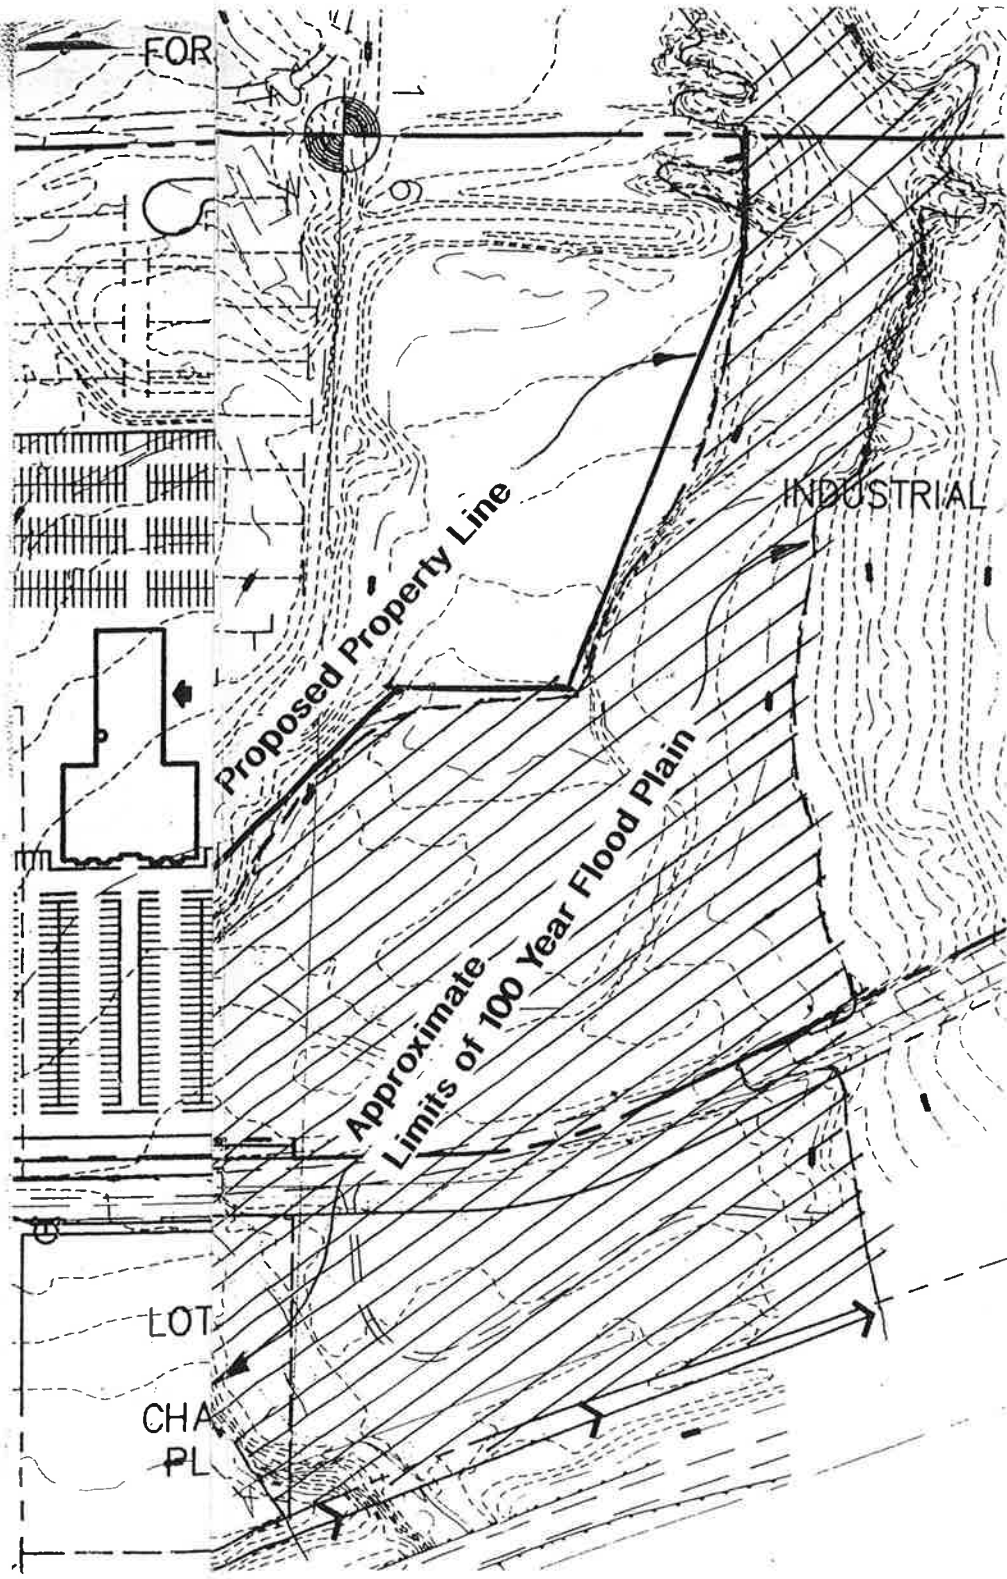 FOR
INDUSTRIAL
Proposed Property Line
Approximate
Limits of 100 Year Flood Plain
LOT
CHA
PL